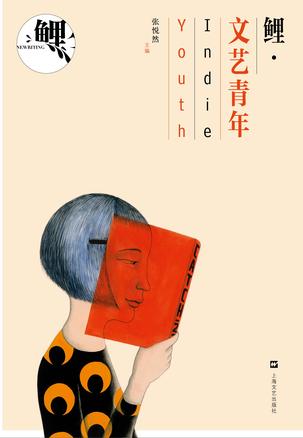 鲤
NEWRITING
鲤·
文艺青年
Indie
Youth
张悦然
主编
CATCH22
上海文艺出版社